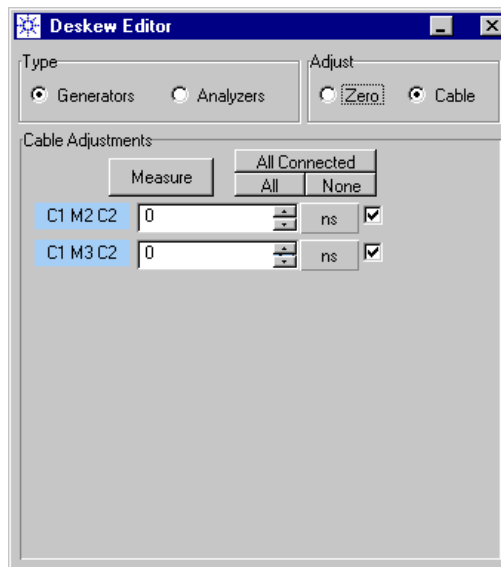 Deskew Editor
Type
Adjust
Generators Analyzers
Zero Cable
Cable Adjustments
Measure
All Connected
All None
C1 M2 C2 0 ns
C1 M3 C2 0 ns